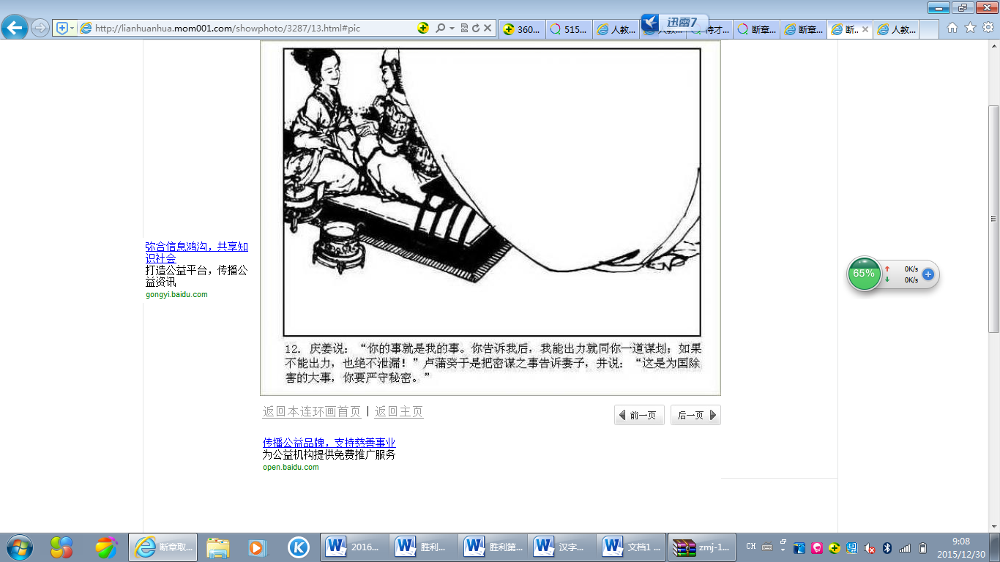 http://lianhuanhua.mom001.com/showphoto/3287/13.html#pic
360...
515...
人教...
迅雷7
断章...
断章...
断..
人教...
弥合信息鸿沟，共享知
识社会
打造公益平台，传播公
益资讯
gongyi.baidu.com
65%
0K/s
0K/s
12. 庆姜说：“你的事就是我的事。你告诉我后，我能出力就同你一道谋划；如果
不能出力，也绝不泄漏！”卢蒲癸于是把密谋之事告诉妻子，并说：“这是为国除
害的大事，你要严守秘密。”
返回本连环画首页 | 返回主页
前一页
后一页
传播公益品牌，支持慈善事业
为公益机构提供免费推广服务
open.baidu.com
断章取...
2016...
胜利...
胜利第...
汉字...
文档1 ...
zmj-1...
CH
9:08
2015/12/30